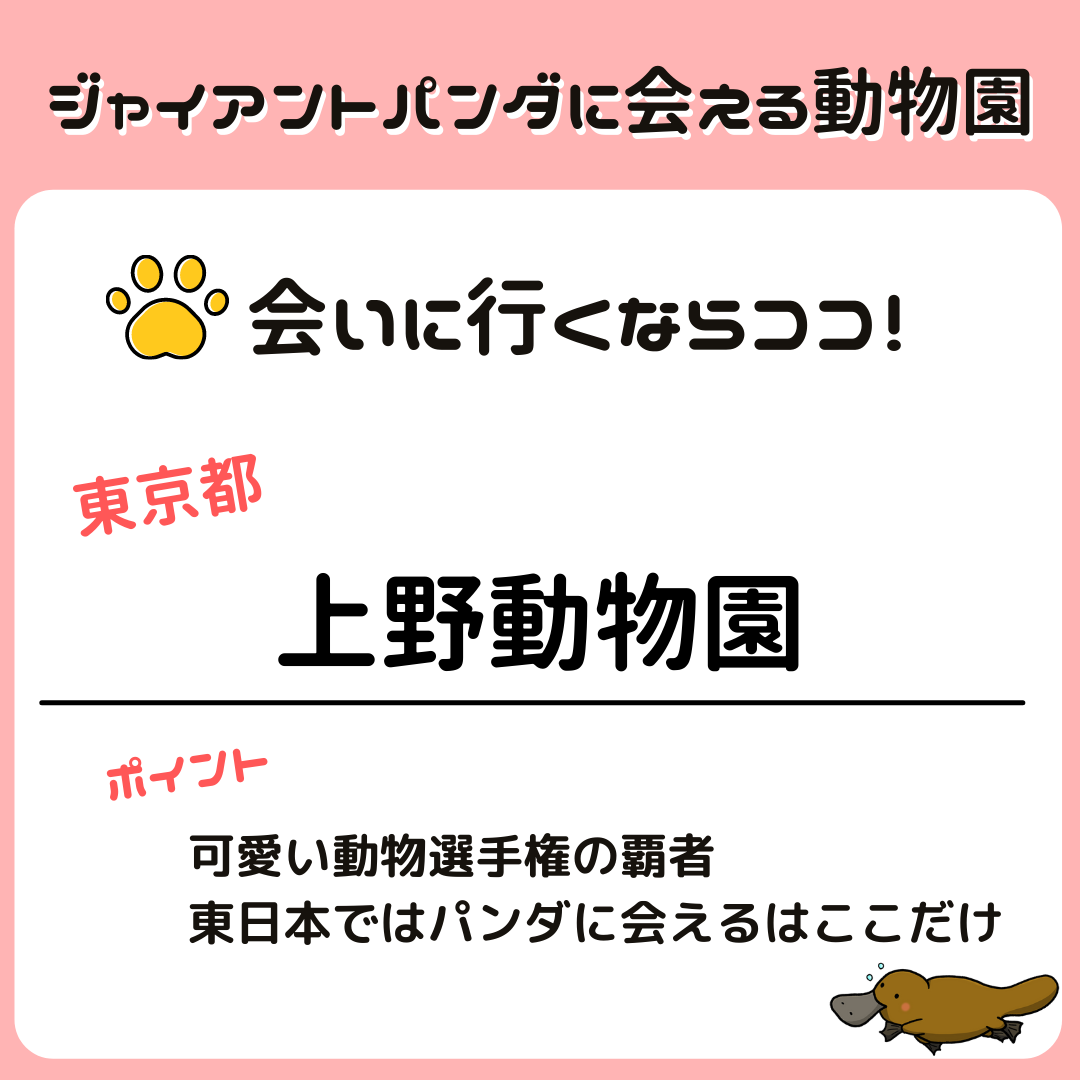 ジャイアントパンダに会える動物園
会いに行くならココ!
東京都
上野動物園
ポイント
可愛い動物選手権の覇者
東日本ではパンダに会えるはここだけ